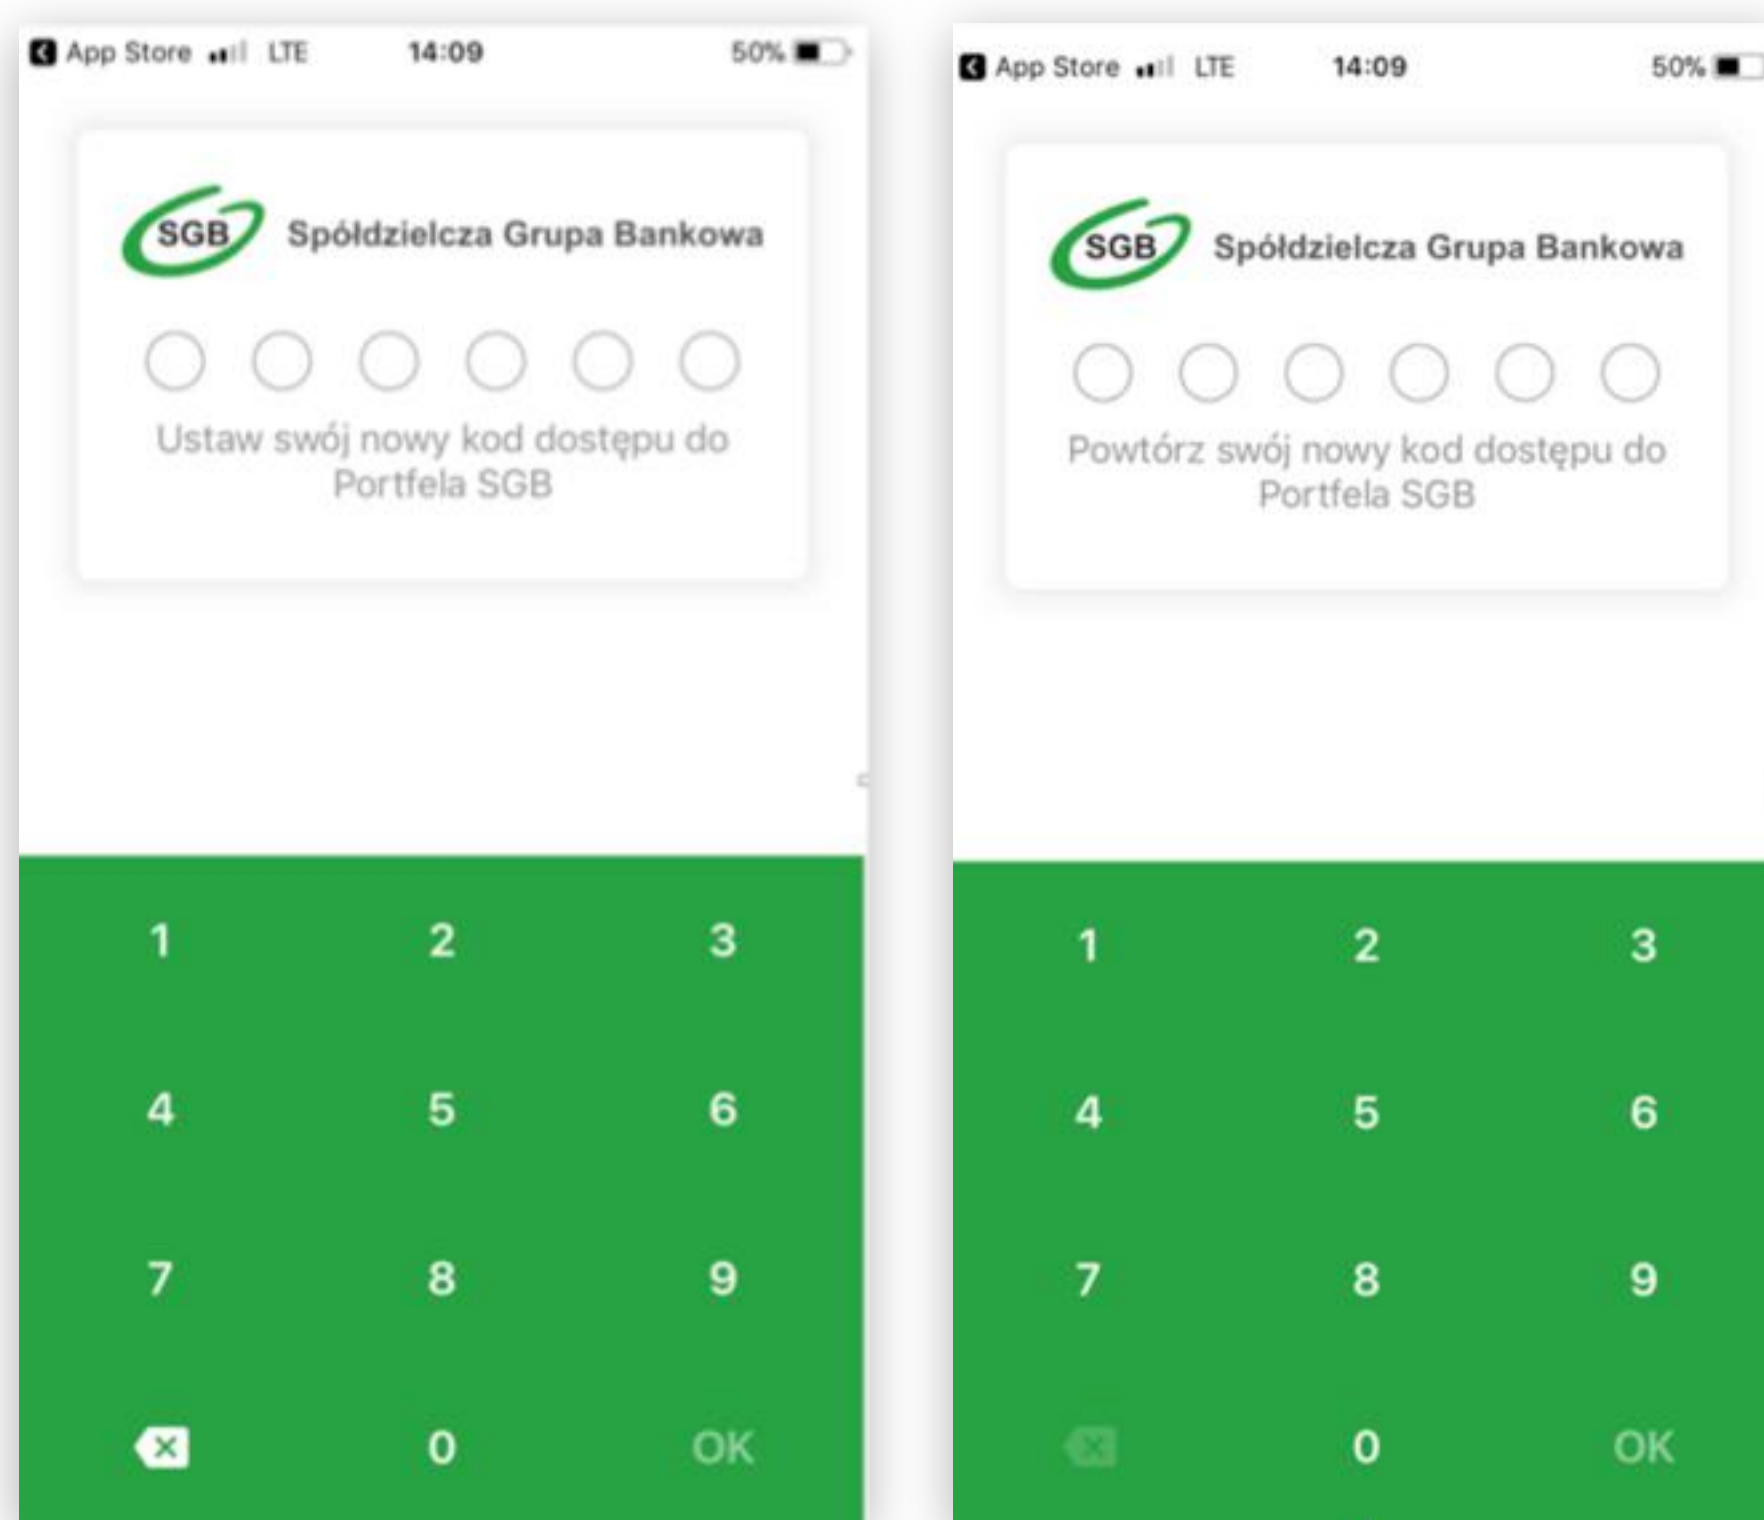 App Store LTE 14:09 50%
SGB Spółdzielcza Grupa Bankowa
Ustaw swój nowy kod dostępu do
Portfela SGB
1 2 3
4 5 6
7 8 9
0 OK
App Store LTE 14:09 50%
SGB Spółdzielcza Grupa Bankowa
Powtórz swój nowy kod dostępu do
Portfela SGB
1 2 3
4 5 6
7 8 9
0 OK